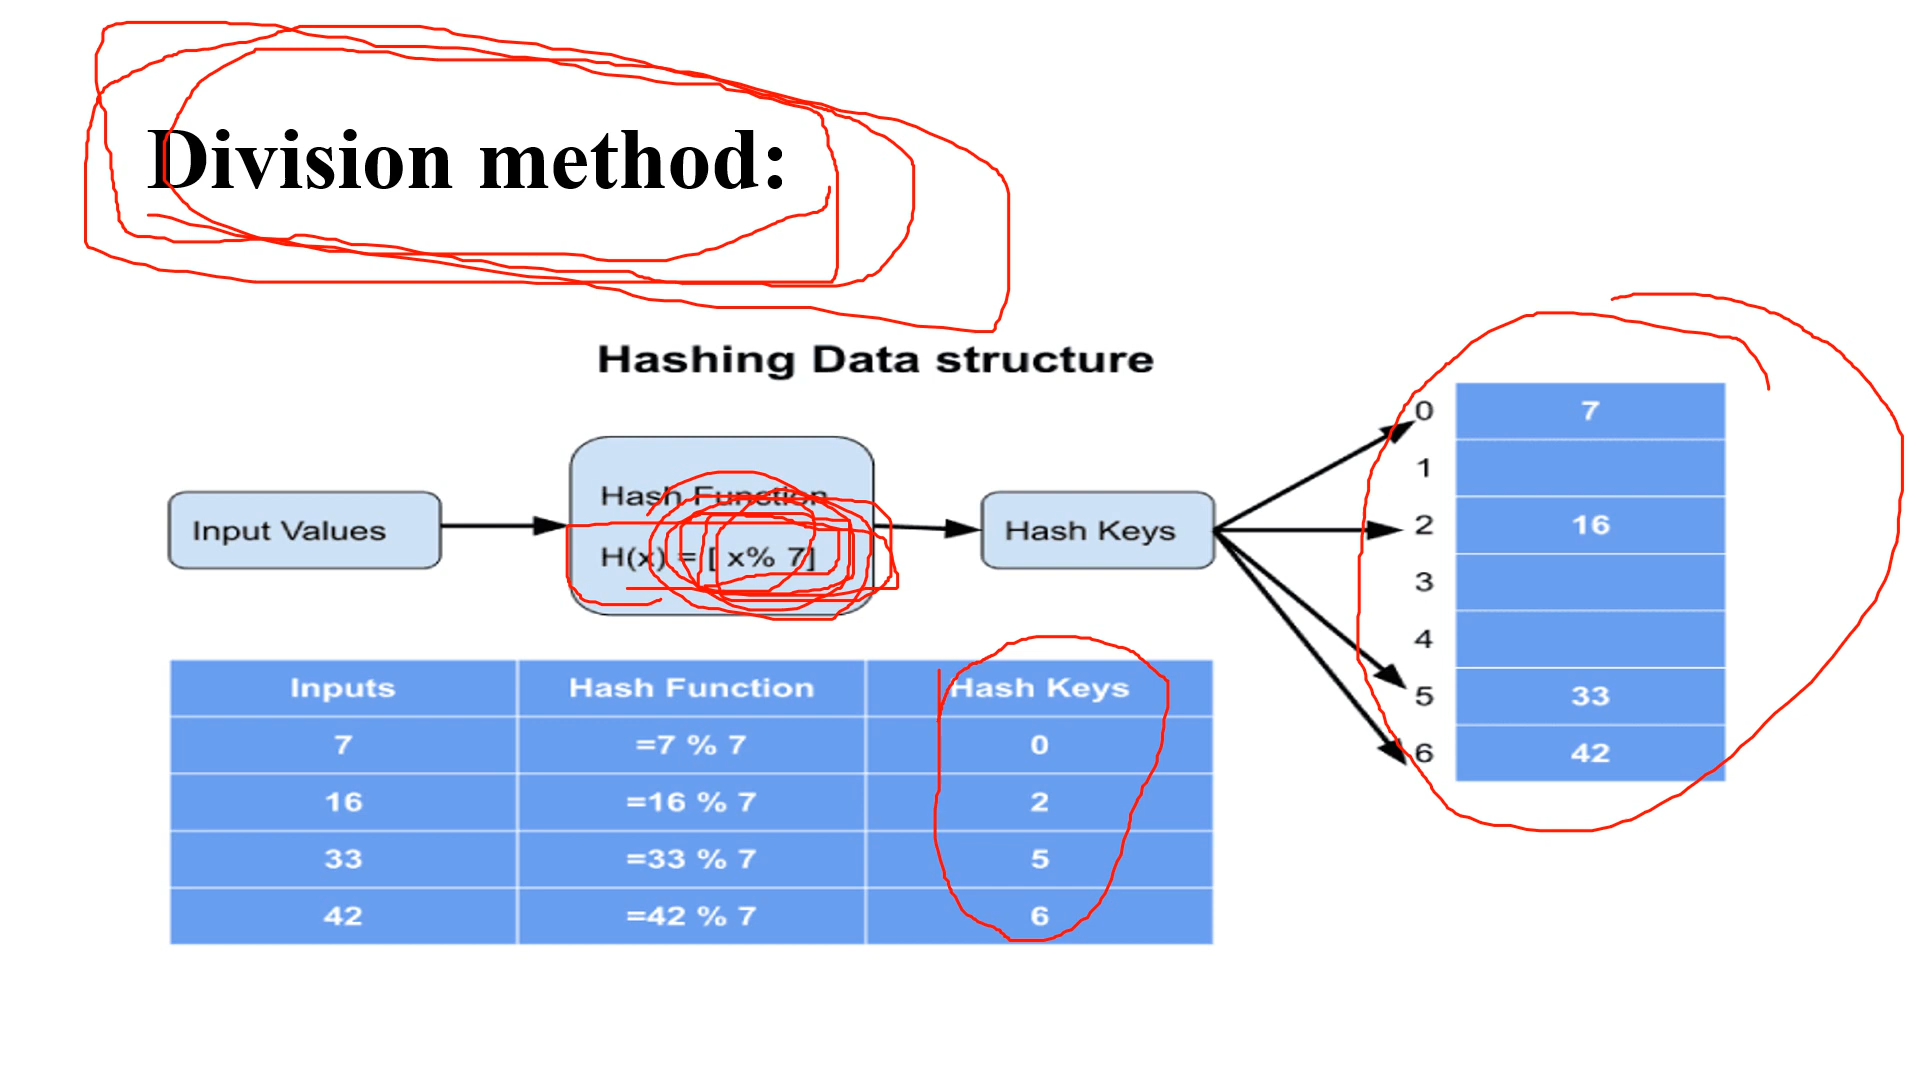 Division method:
Hashing Data structure
Input Values
Hash Function
H(x) = [ x% 7]
Hash Keys
0 7
1
2 16
3
4
5 33
6 42
Inputs Hash Function Hash Keys
7 =7 % 7 0
16 =16 % 7 2
33 =33 % 7 5
42 =42 % 7 6